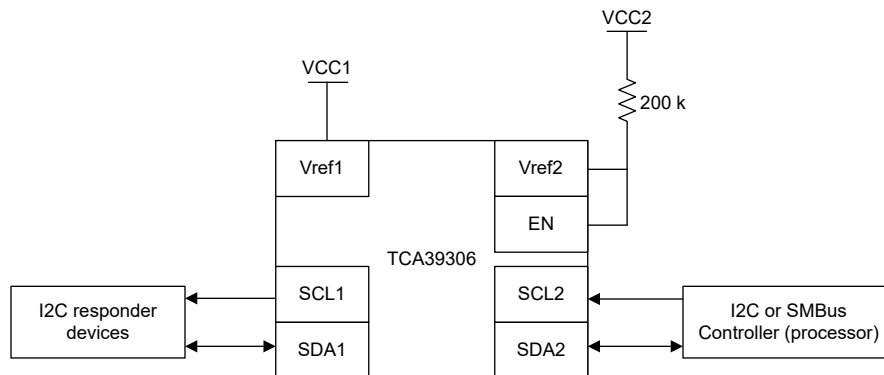 VCC2
VCC1
200 k
Vref1
Vref2
EN
TCA39306
SCL1
SCL2
I2C responder
devices
I2C or SMBus
Controller (processor)
SDA1
SDA2